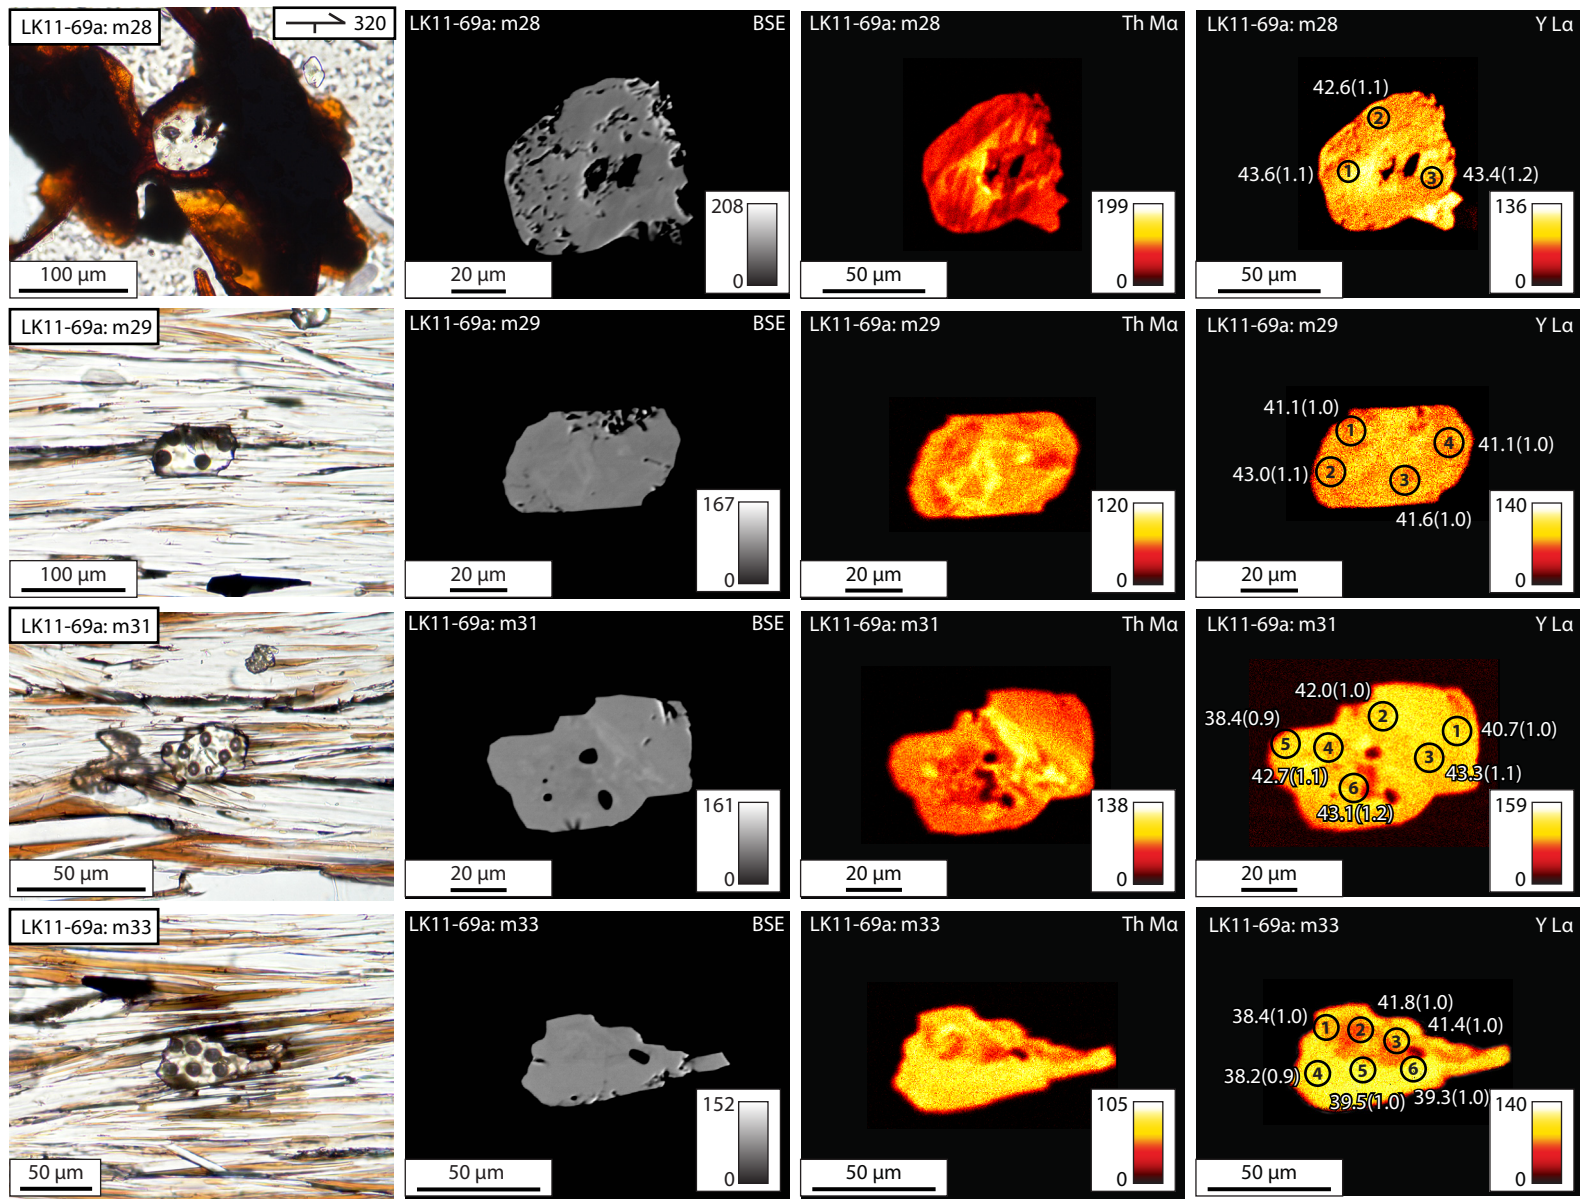 LK11-69a: m28
320
100 µm
LK11-69a: m28 BSE
208
0
20 µm
LK11-69a: m28 Th Mα
199
0
50 µm
LK11-69a: m28 Y Lα
42.6(1.1)
2
43.6(1.1) 1
3 43.4(1.2)
136
0
50 µm
LK11-69a: m29
100 µm
LK11-69a: m29 BSE
167
0
20 µm
LK11-69a: m29 Th Mα
120
0
20 µm
LK11-69a: m29 Y Lα
41.1(1.0)
1
4 41.1(1.0)
43.0(1.1) 2
3
41.6(1.0)
140
0
20 µm
LK11-69a: m31
50 µm
LK11-69a: m31 BSE
161
0
20 µm
LK11-69a: m31 Th Mα
138
0
20 µm
LK11-69a: m31 Y Lα
42.0(1.0)
38.4(0.9) 2
1 40.7(1.0)
5 4
3
42.7(1.1) 43.3(1.1)
6
43.1(1.2)
159
0
20 µm
LK11-69a: m33
50 µm
LK11-69a: m33 BSE
152
0
50 µm
LK11-69a: m33 Th Mα
105
0
50 µm
LK11-69a: m33 Y Lα
41.8(1.0)
38.4(1.0) 1 2 41.4(1.0)
3
38.2(0.9) 4 5 6
39.5(1.0) 39.3(1.0)
140
0
50 µm